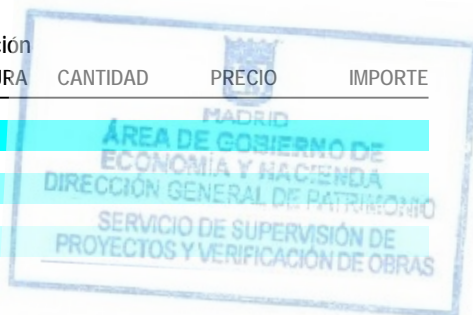 ción
URA CANTIDAD PRECIO IMPORTE
MADRID
ÁREA DE GOBIERNO DE
ECONOMÍA Y HACIENDA
DIRECCIÓN GENERAL DE PATRIMONIO
SERVICIO DE SUPERVISIÓN DE
PROYECTOS Y VERIFICACIÓN DE OBRAS